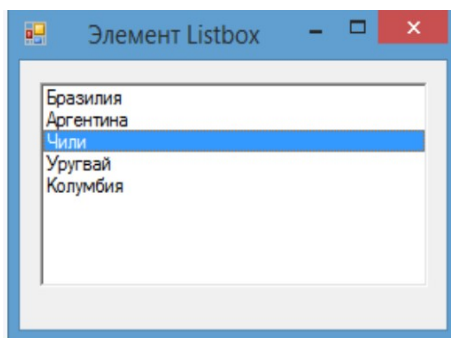 Элемент Listbox
Бразилия
Аргентина
Чили
Уругвай
Колумбия